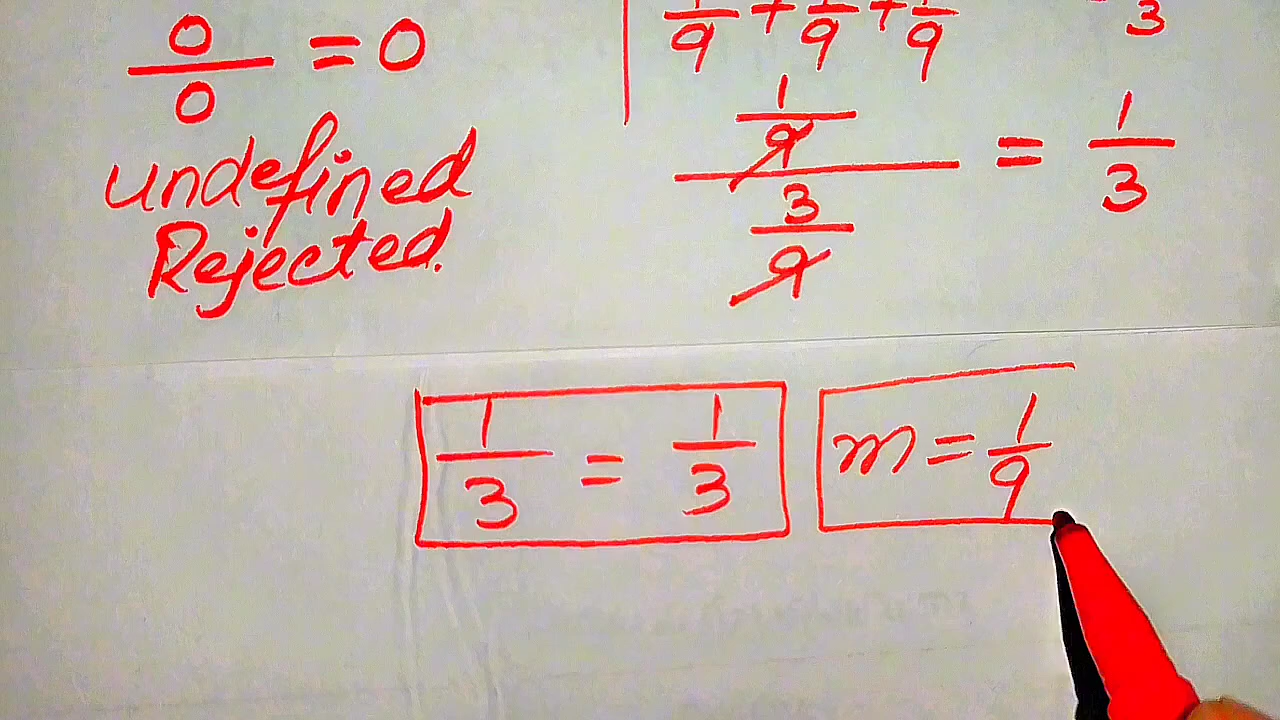 0/0 = 0
undefined
Rejected.
1/9 + 1/9 + 1/9
3
(1/9)/(3/9) = 1/3
1/3 = 1/3
m = 1/9